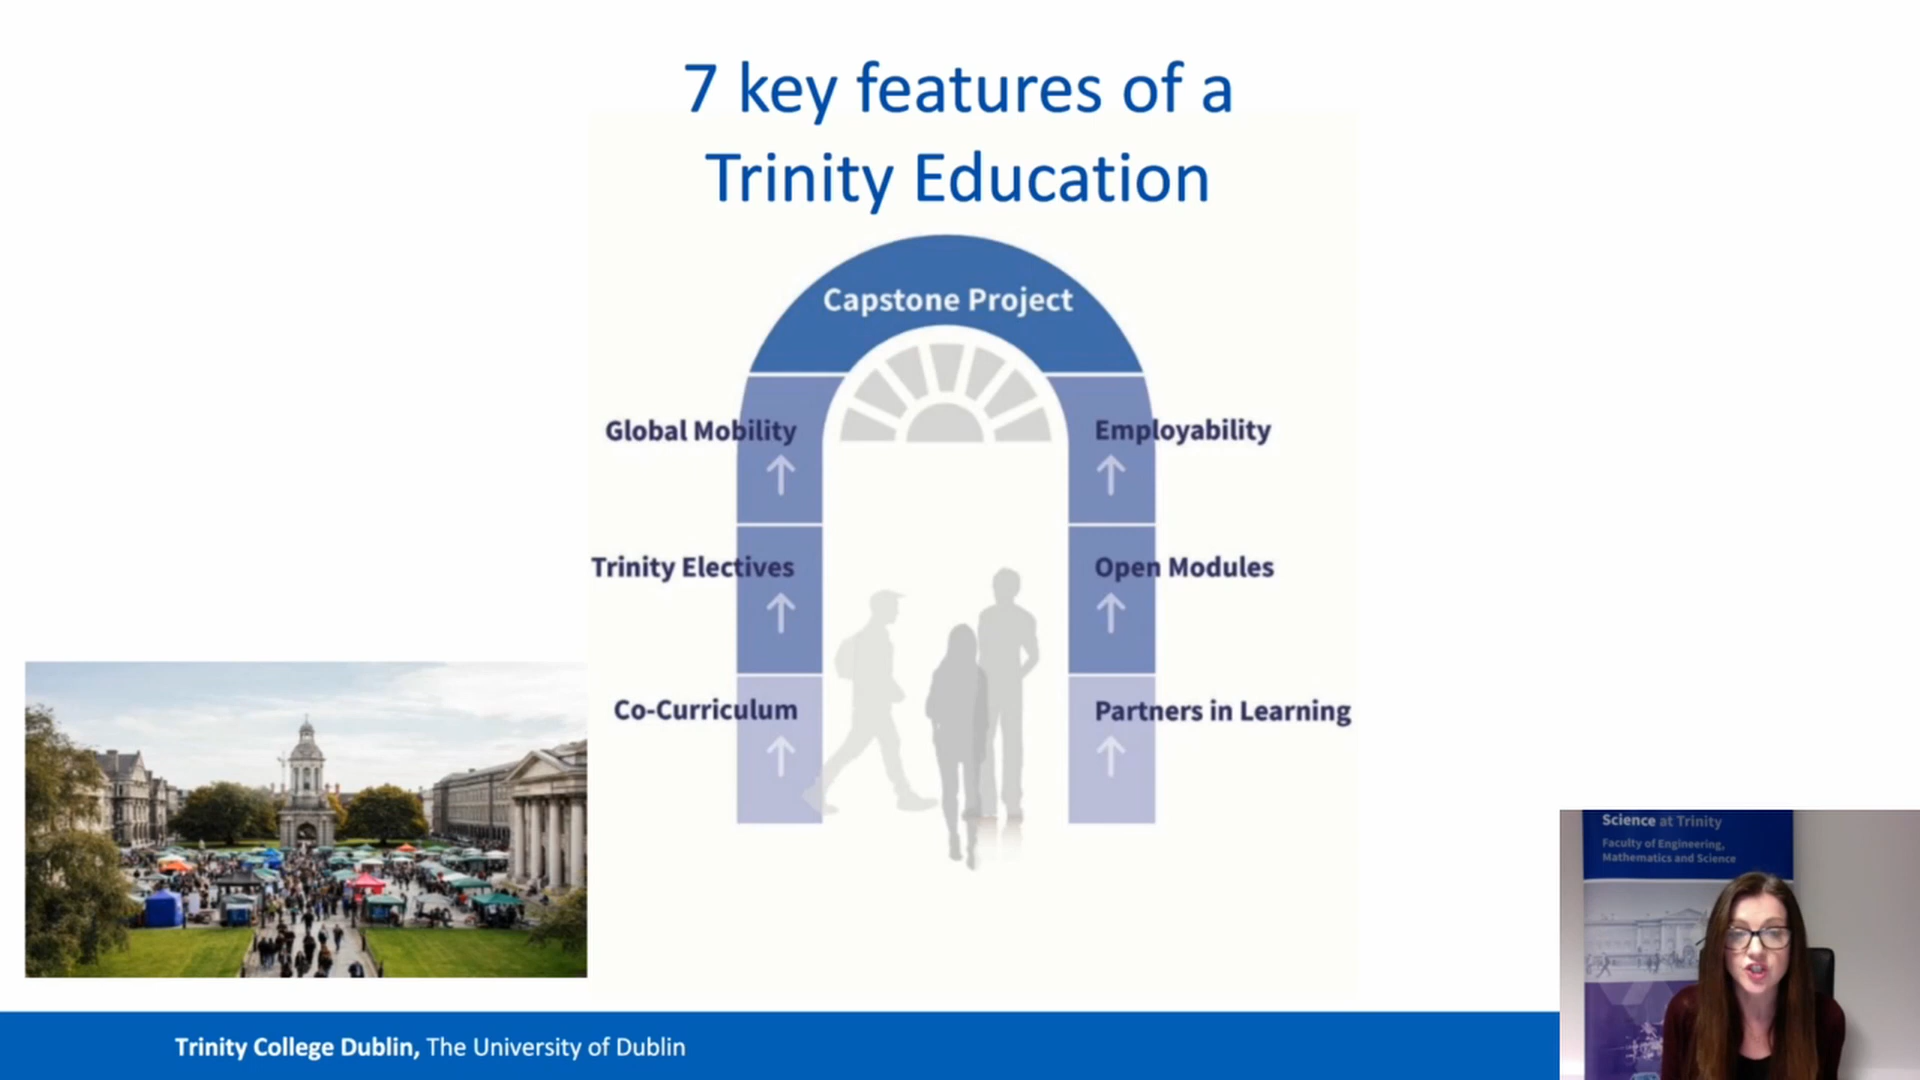 7 key features of a
Trinity Education
Capstone Project
Global Mobility
Employability
Trinity Electives
Open Modules
Co-Curriculum
Partners in Learning
Science at Trinity
Faculty of Engineering,
Mathematics and Science
Trinity College Dublin, The University of Dublin